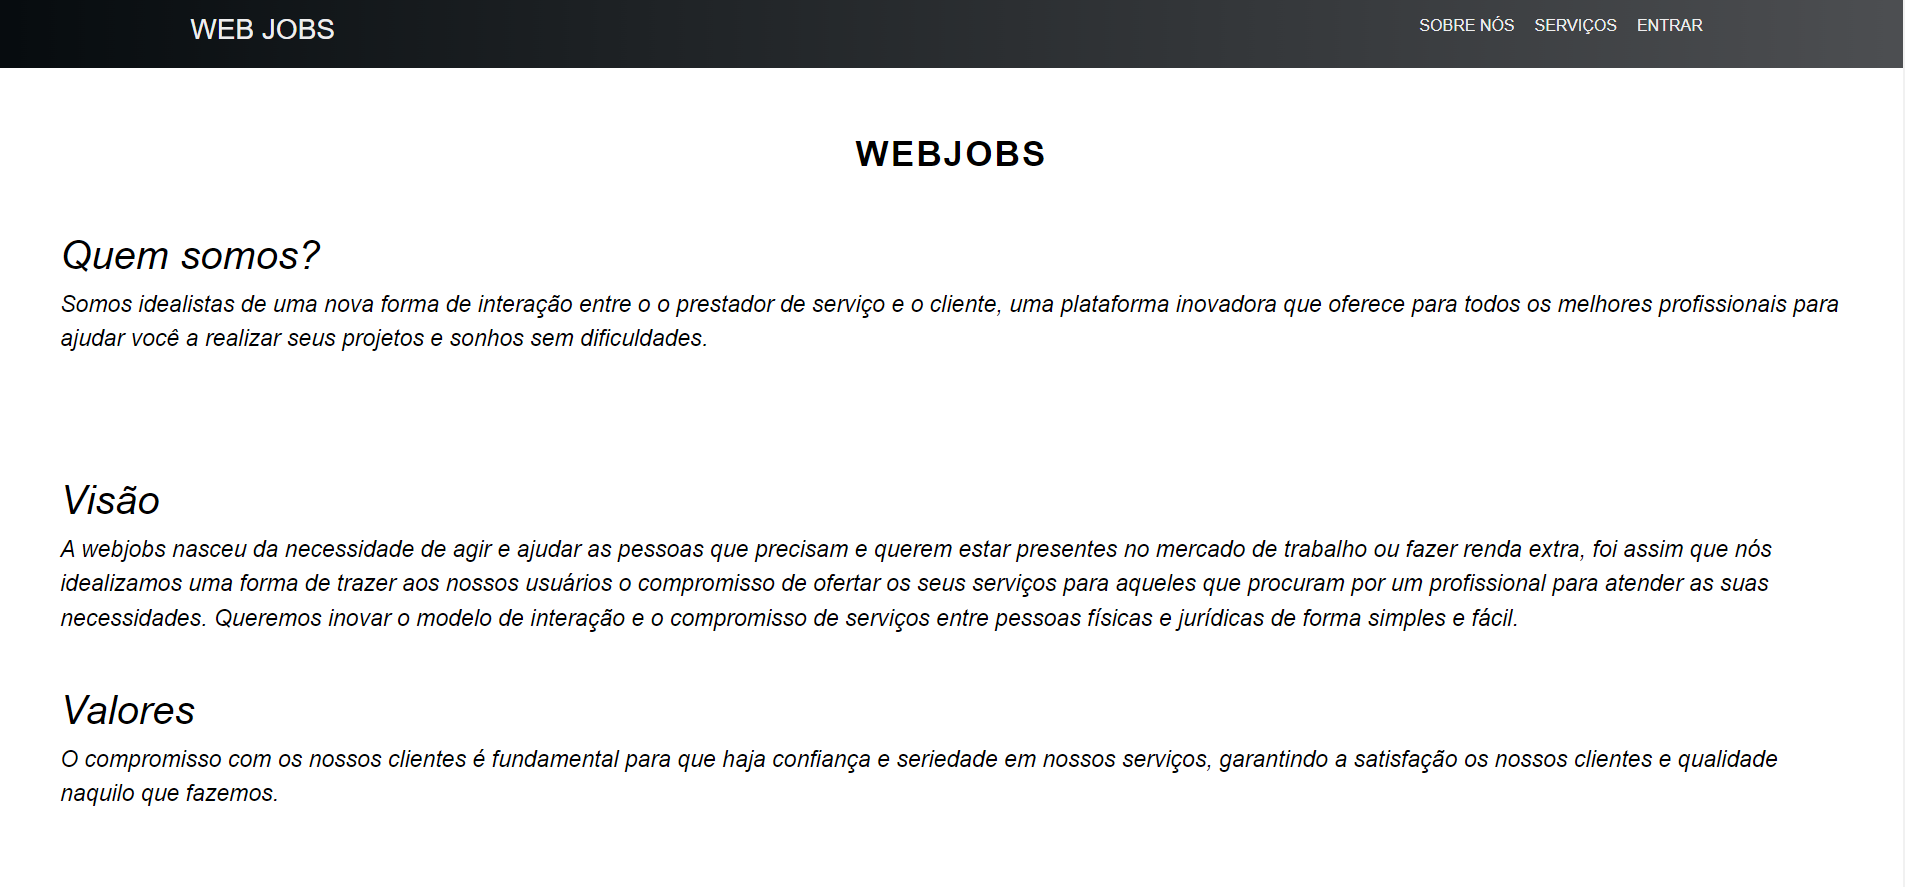 WEB JOBS
SOBRE NÓS SERVIÇOS ENTRAR
WEBJOBS
Quem somos?
Somos idealistas de uma nova forma de interação entre o o prestador de serviço e o cliente, uma plataforma inovadora que oferece para todos os melhores profissionais para
ajudar você a realizar seus projetos e sonhos sem dificuldades.
Visão
A webjobs nasceu da necessidade de agir e ajudar as pessoas que precisam e querem estar presentes no mercado de trabalho ou fazer renda extra, foi assim que nós
idealizamos uma forma de trazer aos nossos usuários o compromisso de ofertar os seus serviços para aqueles que procuram por um profissional para atender as suas
necessidades. Queremos inovar o modelo de interação e o compromisso de serviços entre pessoas físicas e jurídicas de forma simples e fácil.
Valores
O compromisso com os nossos clientes é fundamental para que haja confiança e seriedade em nossos serviços, garantindo a satisfação os nossos clientes e qualidade
naquilo que fazemos.